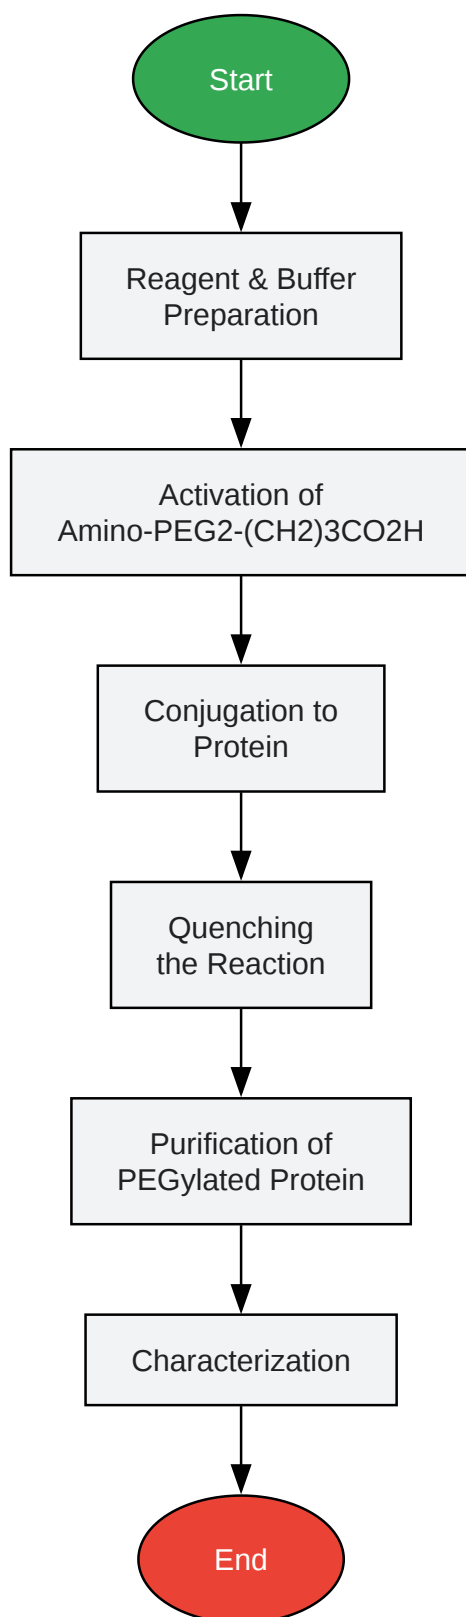 Start
Reagent & Buffer
Preparation
Activation of
Amino-PEG2-(CH2)3CO2H
Conjugation to
Protein
Quenching
the Reaction
Purification of
PEGylated Protein
Characterization
End